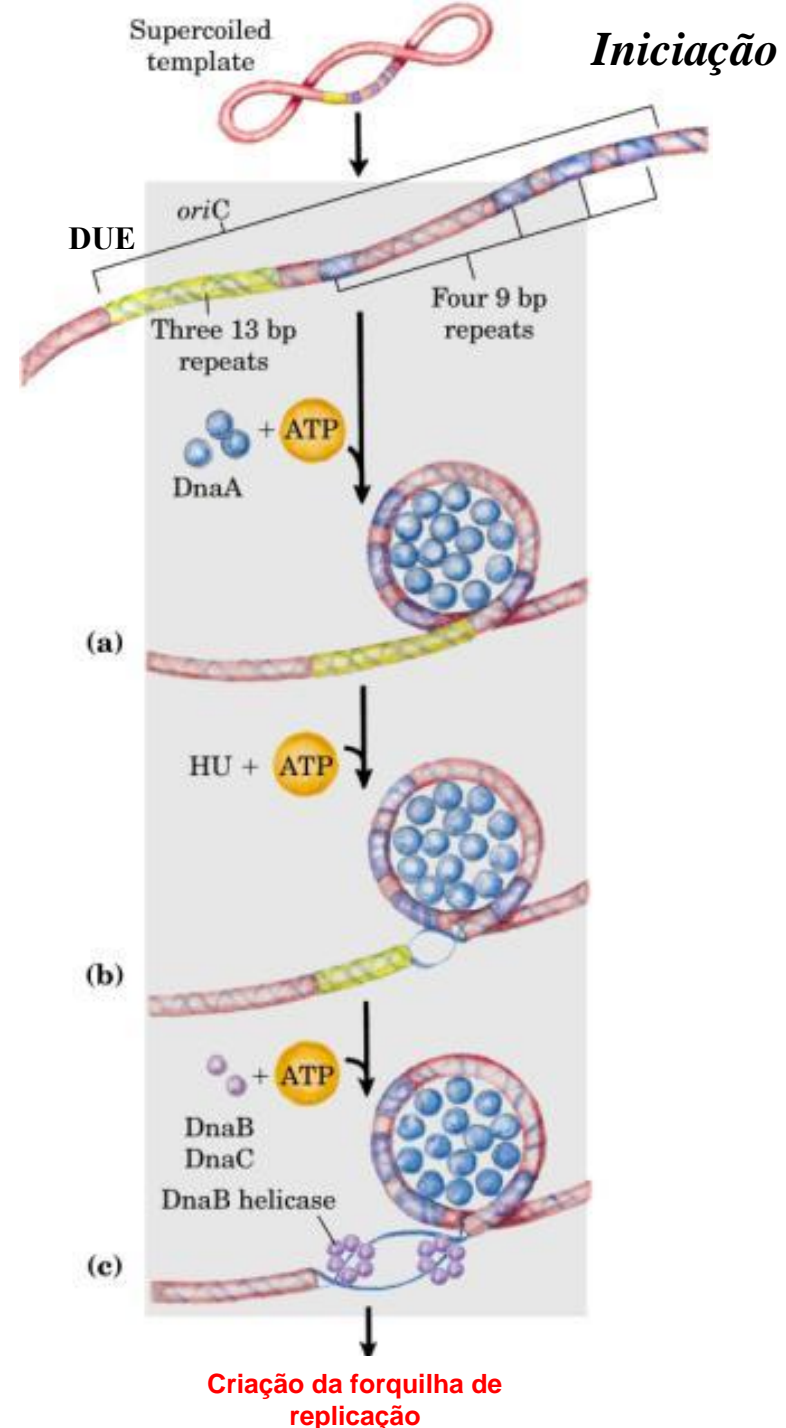 Supercoiled
template
Iniciação
oriC
DUE
Four 9 bp
repeats
Three 13 bp
repeats
+ ATP
DnaA
(a)
HU + ATP
(b)
+ ATP
DnaB
DnaC
DnaB helicase
(c)
Criação da forquilha de
replicação